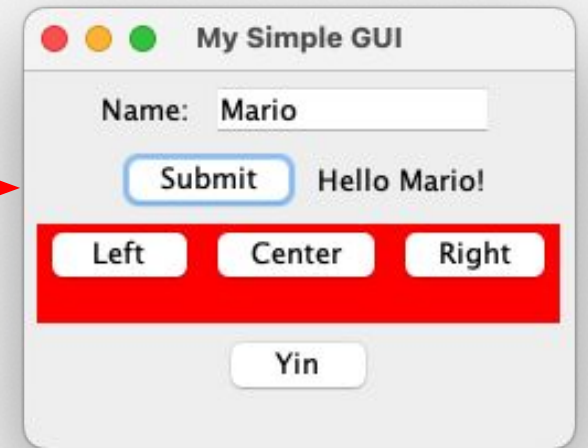 My Simple GUI
Name: Mario
Submit Hello Mario!
Left Center Right
Yin